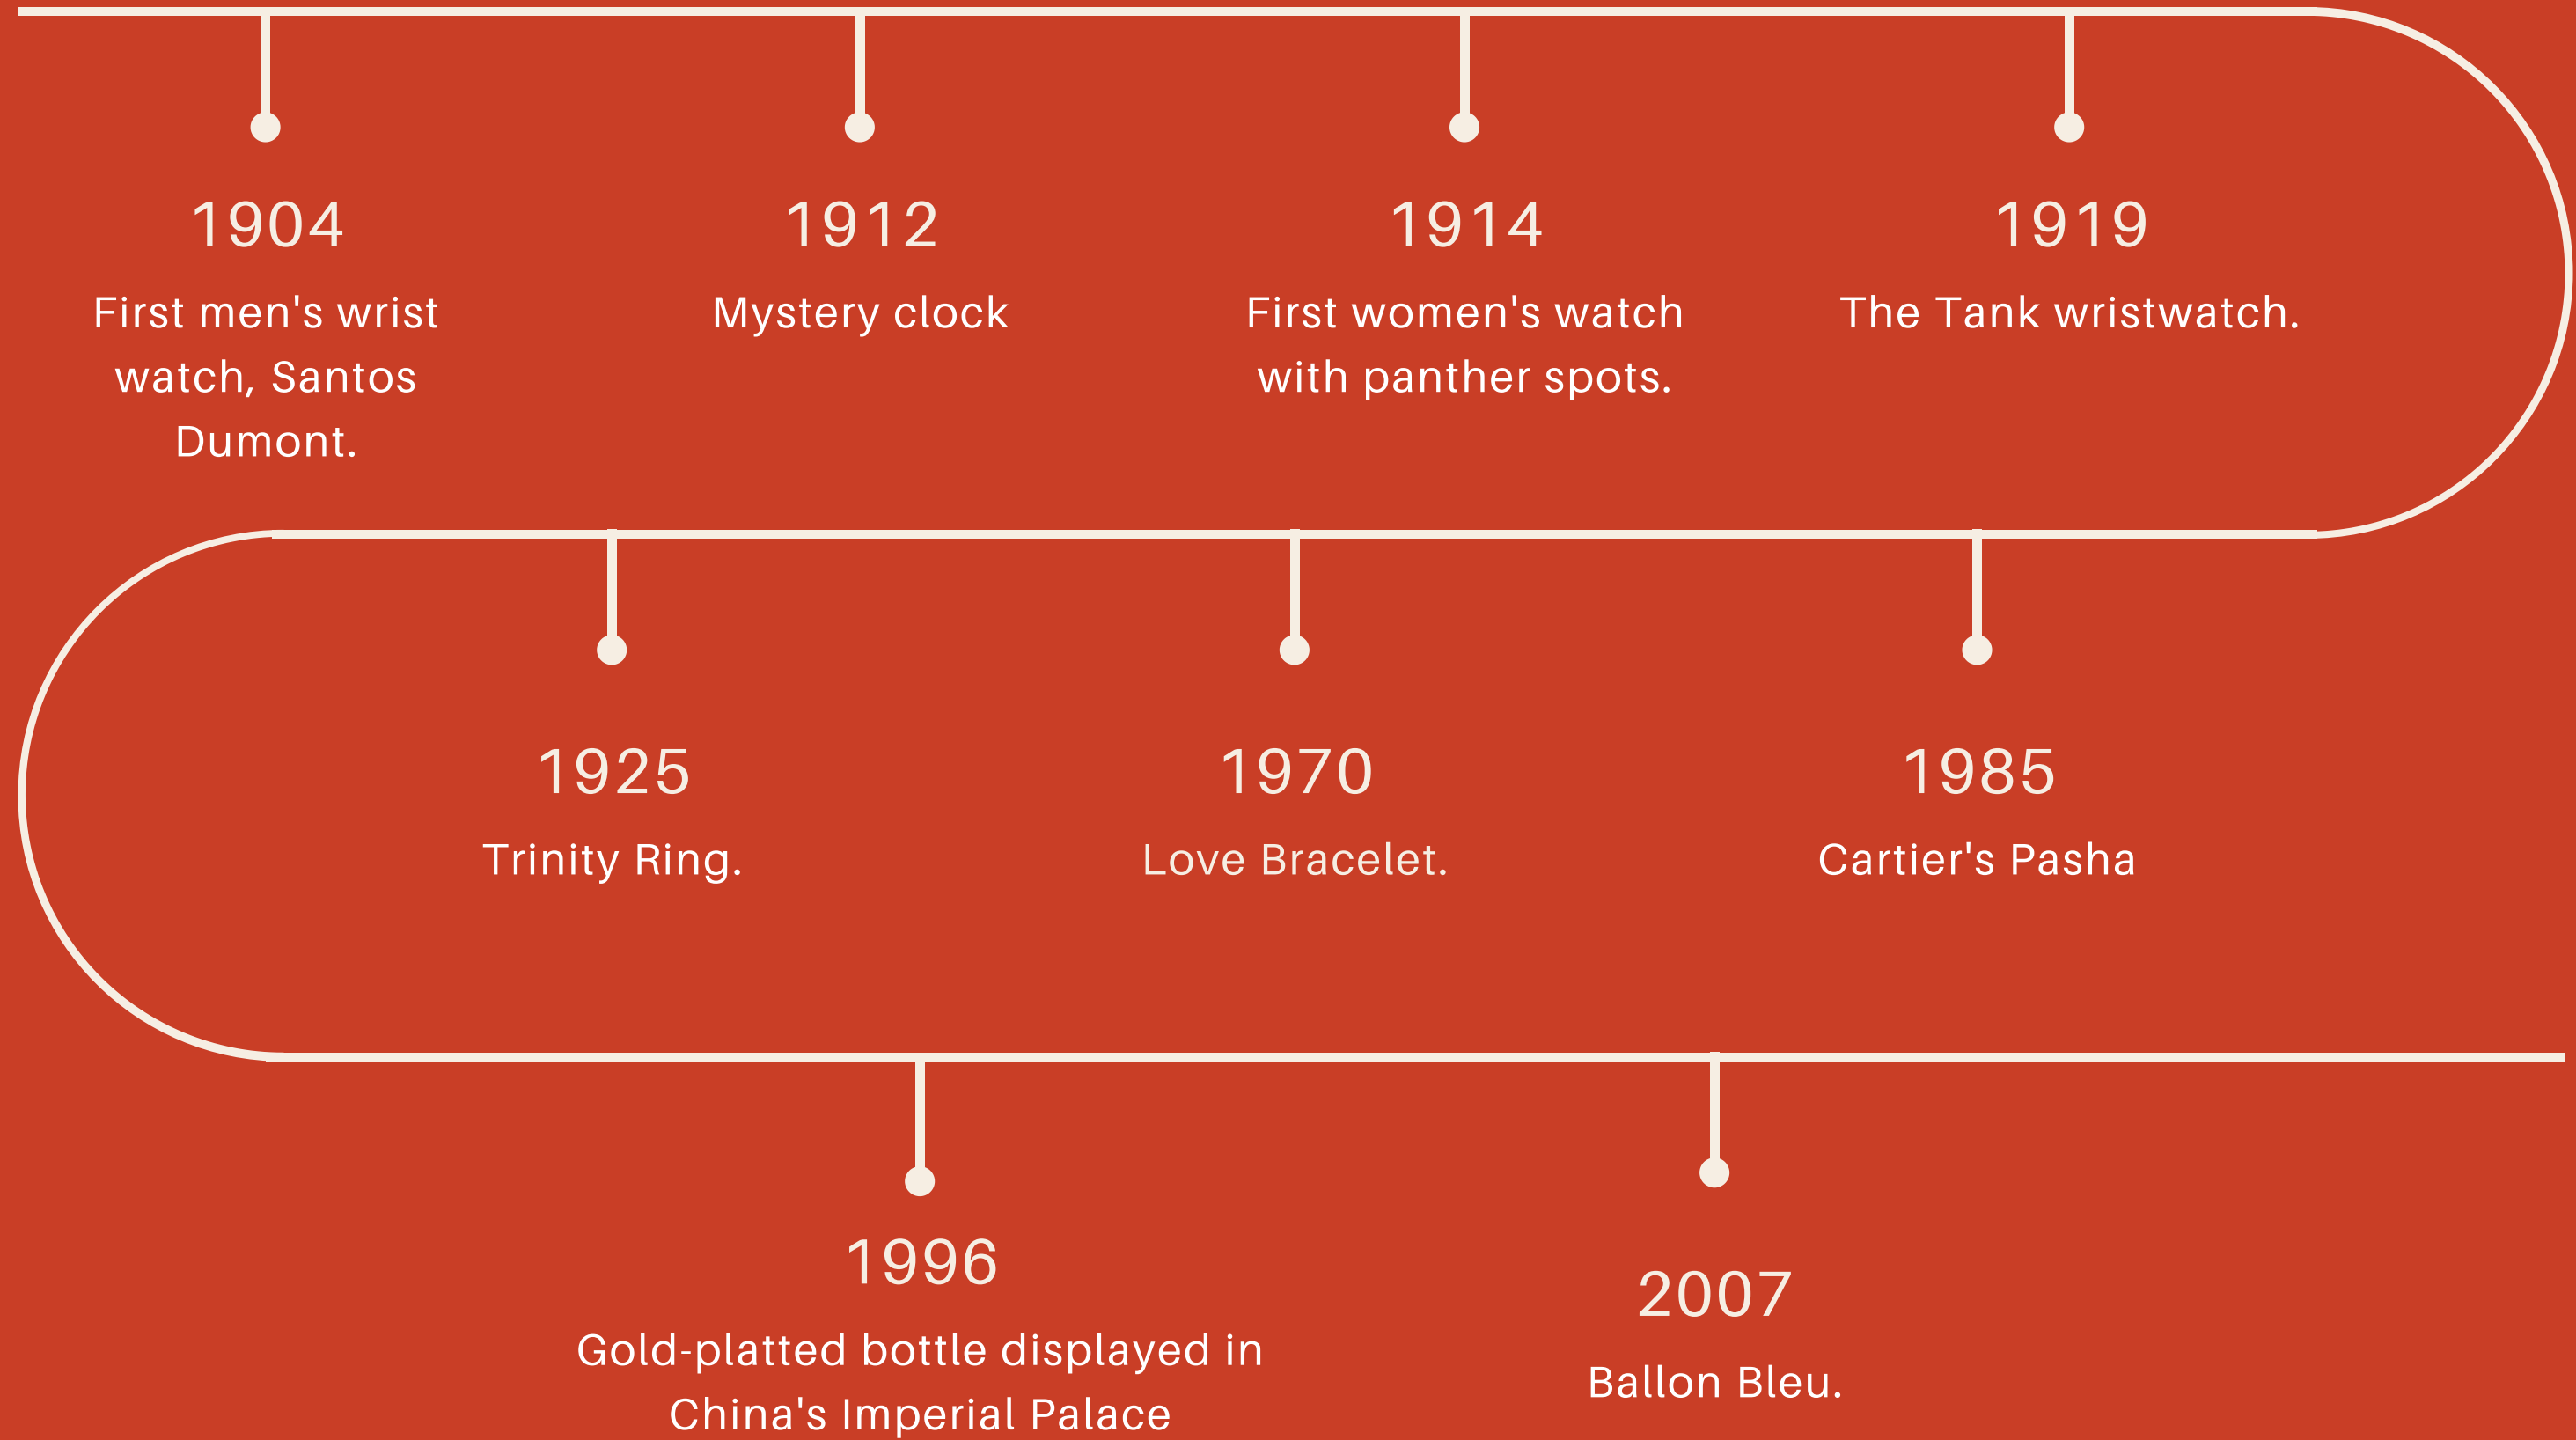 1904
First men's wrist
watch, Santos
Dumont.
1912
Mystery clock
1914
First women's watch
with panther spots.
1919
The Tank wristwatch.
1925
Trinity Ring.
1970
Love Bracelet.
1985
Cartier's Pasha
1996
Gold-platted bottle displayed in
China's Imperial Palace
2007
Ballon Bleu.